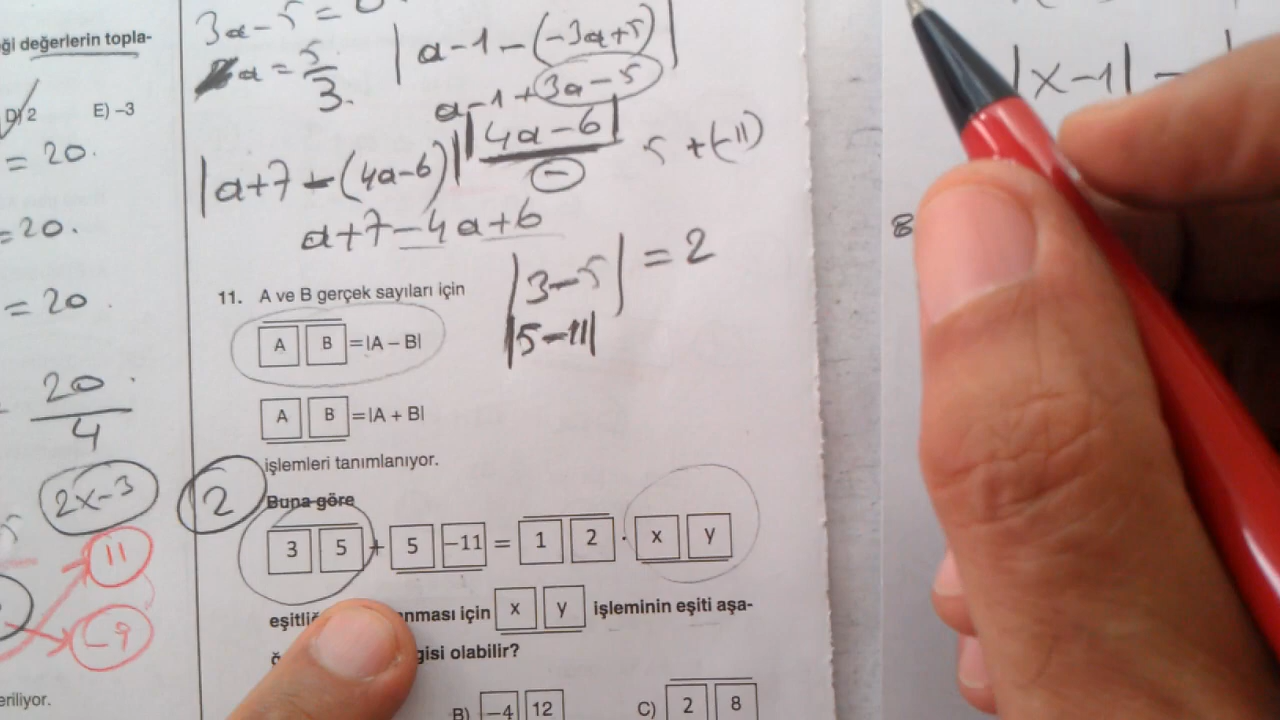 ği değerlerin topla-
D) 2 E) -3
= 20.
= 20.
= 20
20
4
2x-3
11
-9
eriliyor.
3a-5 =
a = 5/3.
|a-1-(-3a+5)|
a-1+3a-5
|4a-6|
|a+7-(4a-6)|
-
5+(-11)
a+7-4a+6
|3-5| = 2
|5-11|
11. A ve B gerçek sayıları için
A B =|A – B|
A B =|A + B|
işlemleri tanımlanıyor.
2
Buna göre
3 5 + 5 −11 = 1 2 · x y
nması için x y işleminin eşiti aşa-
gisi olabilir?
B) −4 12 C) 2 8
|x-1| -